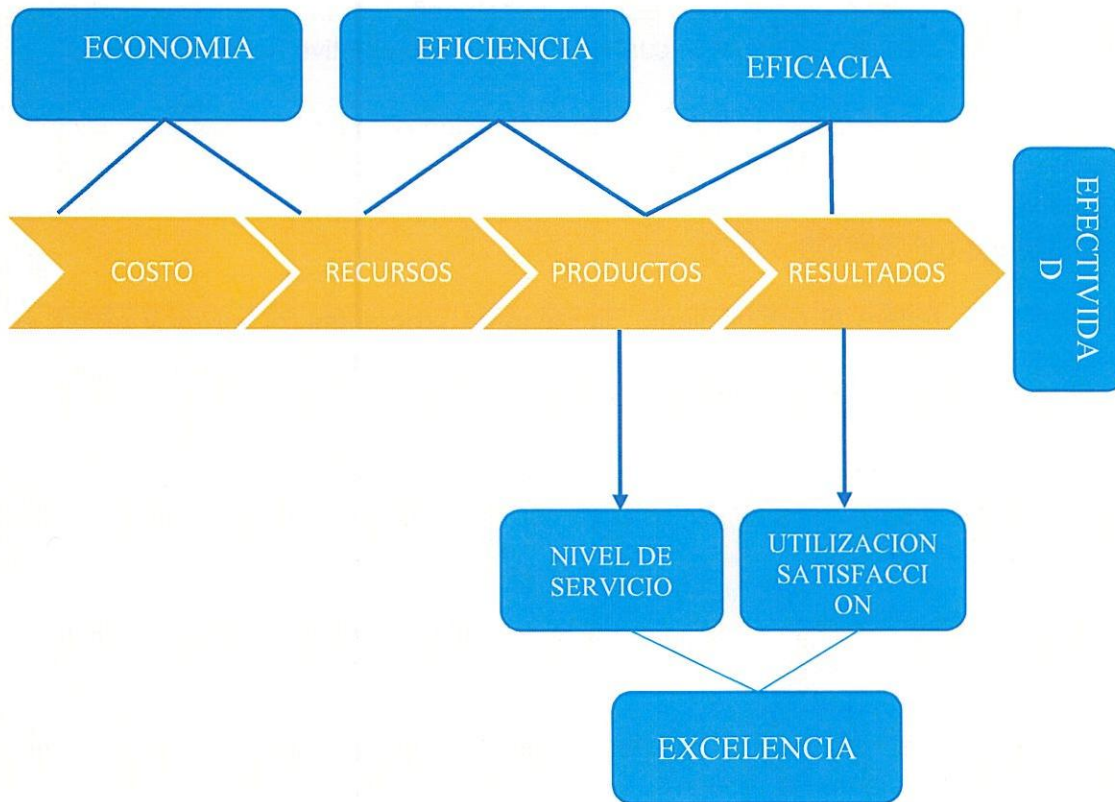 ECONOMIA
EFICIENCIA
EFICACIA
EFECTIVIDA
D
COSTO
RECURSOS
PRODUCTOS
RESULTADOS
NIVEL DE
SERVICIO
UTILIZACION
SATISFACCI
ON
EXCELENCIA